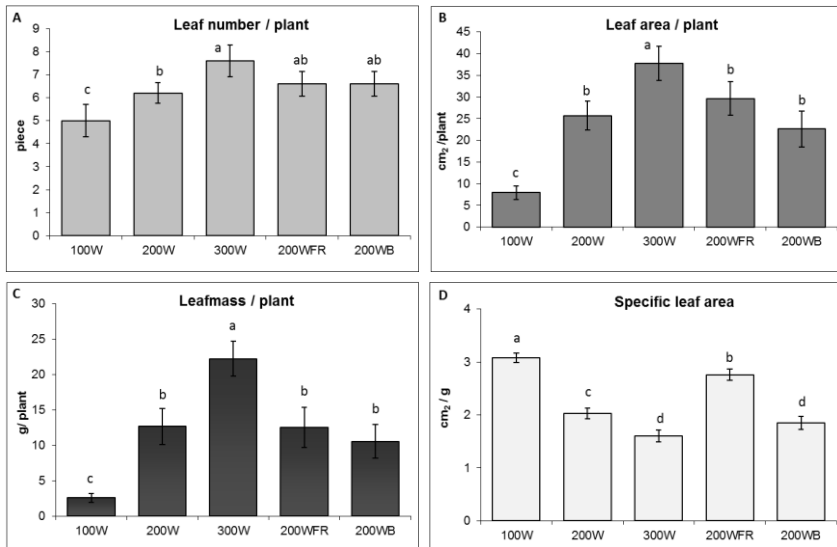 A
Leaf number / plant
piece
9
8
7
6
5
4
3
2
1
0
c
b
a
ab
ab
100W
200W
300W
200WFR
200WB
B
Leaf area / plant
cm2 /plant
45
40
35
30
25
20
15
10
5
0
c
b
a
b
b
100W
200W
300W
200WFR
200WB
C
Leafmass / plant
g/ plant
30
25
20
15
10
5
0
c
b
a
b
b
100W
200W
300W
200WFR
200WB
D
Specific leaf area
cm2 / g
4
3
2
1
0
a
c
d
b
d
100W
200W
300W
200WFR
200WB